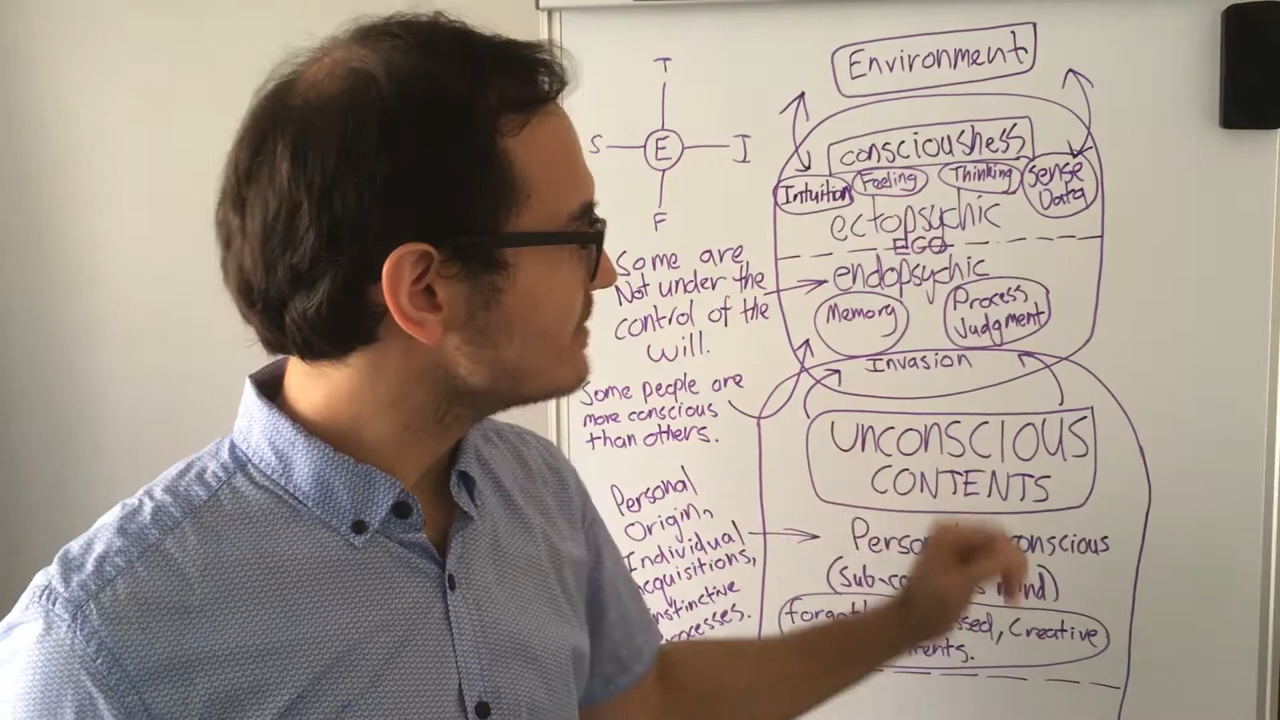 T
S E I
F
Some are
Not under the
control of the
will.
Some people are
more conscious
than others.
Personal
Origin,
Individual
instinctive
Environment
consciousness
Intuition Feeling Thinking sense
Data
ectopsychic
EGO
endopsychic
Memory Process
Judgment
Invasion
UNCONSCIOUS
CONTENTS
Creative